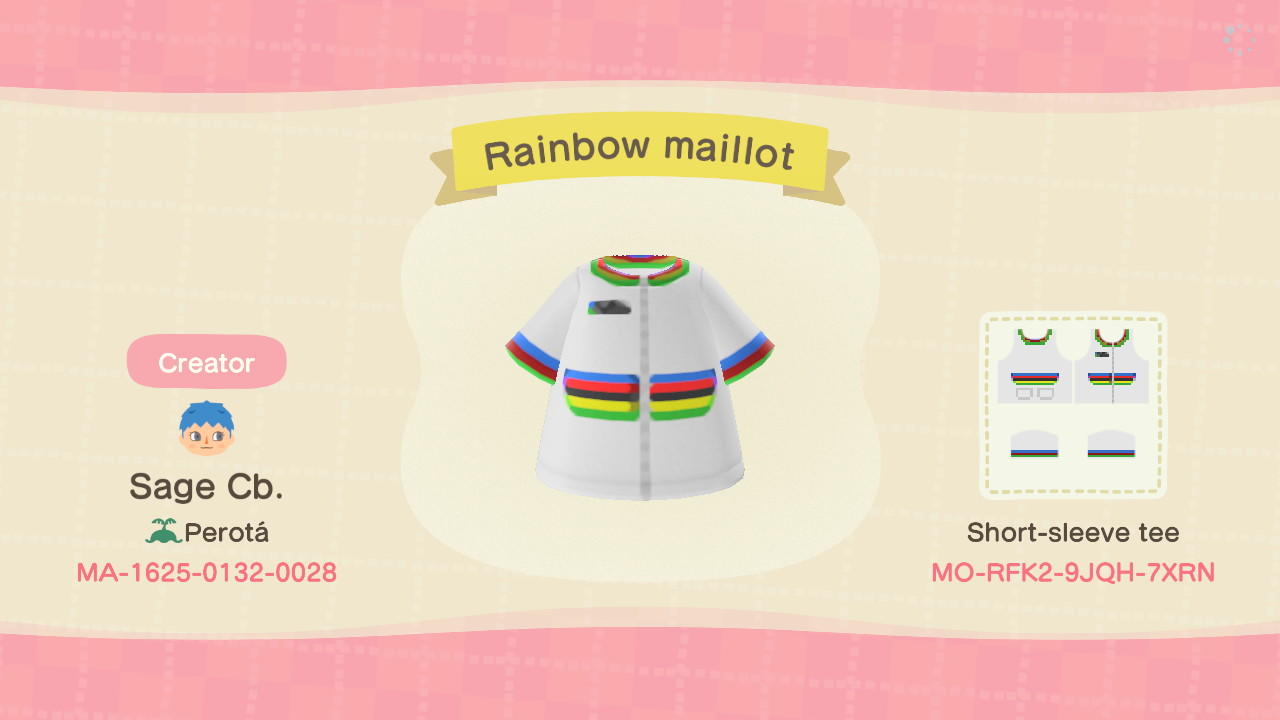 Rainbow maillot
Creator
Sage Cb.
Perotá
MA-1625-0132-0028
Short-sleeve tee
MO-RFK2-9JQH-7XRN